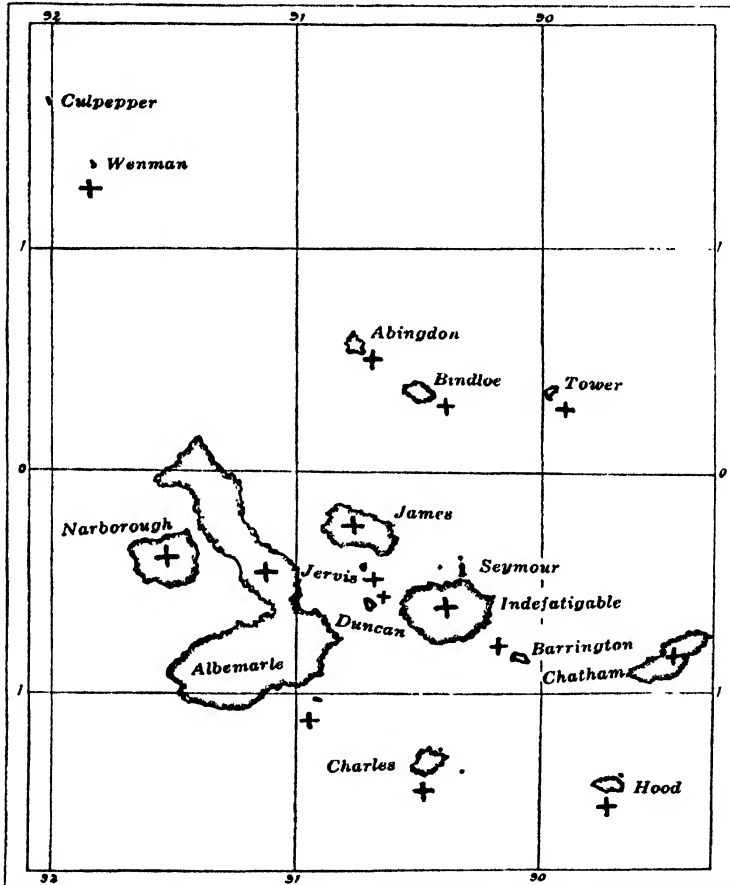 92 91 90
Culpepper
Wenman
1 1
Abingdon
Bindloe Tower
0 0
James
Narborough
Jervis Seymour
Indefatigable
Duncan
Barrington
Albemarle Chatham
1 1
Charles
Hood
92 91 90